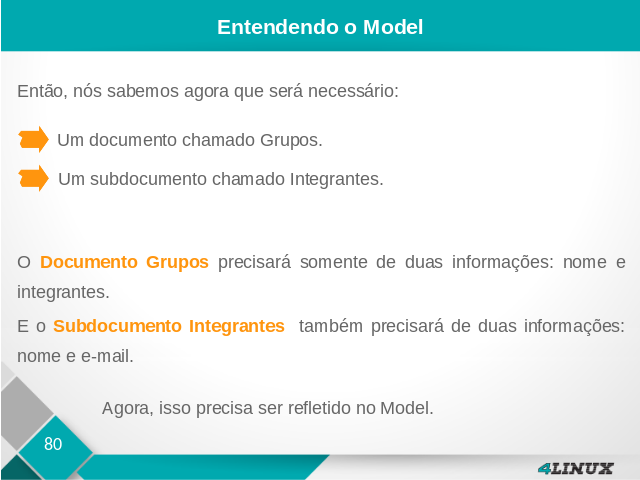 Entendendo o Model
Então, nós sabemos agora que será necessário:
Um documento chamado Grupos.
Um subdocumento chamado Integrantes.
O Documento Grupos precisará somente de duas informações: nome e
integrantes.
E o Subdocumento Integrantes também precisará de duas informações:
nome e e-mail.
Agora, isso precisa ser refletido no Model.
80
4LINUX